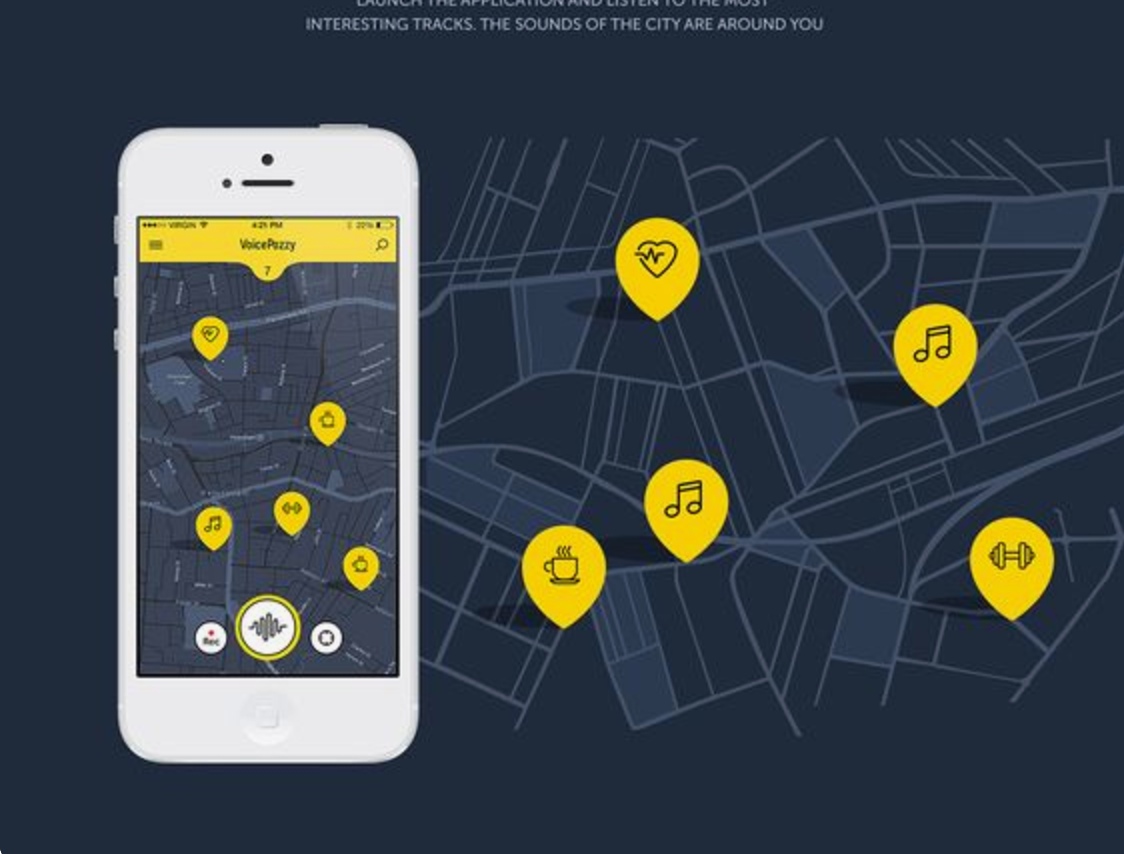 LAUNCH THE APPLICATION AND LISTEN TO THE MOST
INTERESTING TRACKS. THE SOUNDS OF THE CITY ARE AROUND YOU
VIRGIN 4:21 PM 22%
VoicePozzy
7
Rec